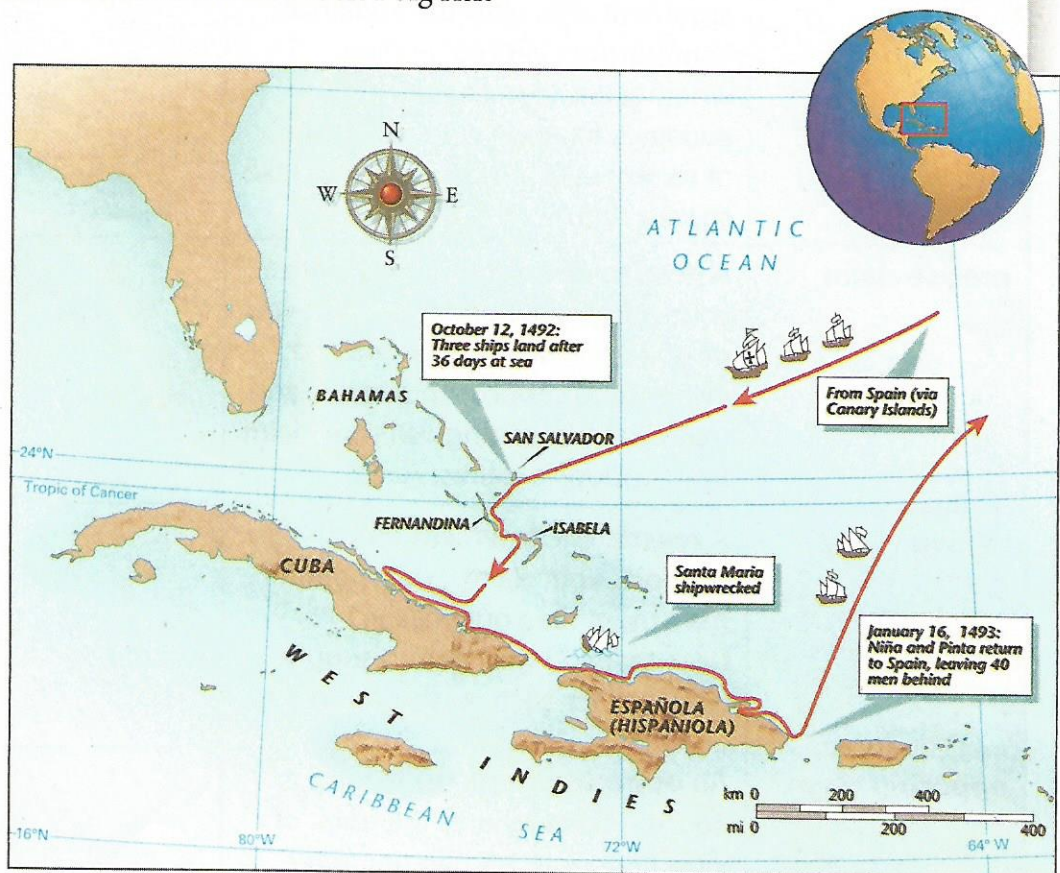 N
W E
S
ATLANTIC
OCEAN
October 12, 1492:
Three ships land after
36 days at sea
From Spain (via
Canary Islands)
BAHAMAS
SAN SALVADOR
24°N
Tropic of Cancer
FERNANDINA
ISABELA
CUBA
Santa Maria
shipwrecked
January 16, 1493:
Niña and Pinta return
to Spain, leaving 40
men behind
ESPAÑOLA
(HISPANIOLA)
WEST
INDIES
CARIBBEAN
SEA
km 0 200 400
mi 0 200 400
16°N
80°W
72°W
64° W